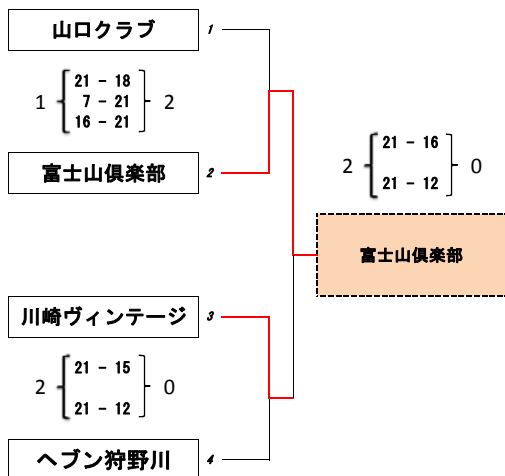 山口クラブ 1
21 - 18
1 7 - 21 2
16 - 21
富士山倶楽部 2
21 - 16
2 0
21 - 12
富士山倶楽部
川崎ヴィンテージ 3
21 - 15
2 0
21 - 12
ヘブン狩野川 4